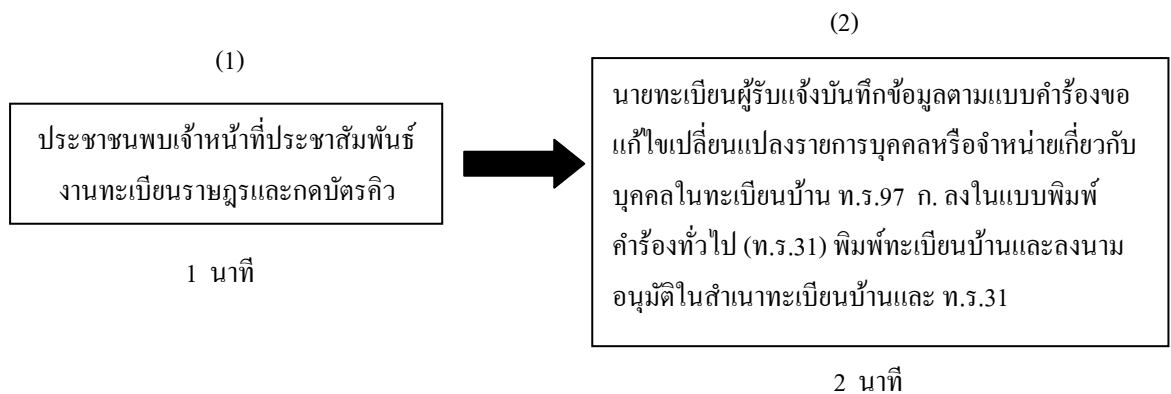 (1)
ประชาชนพบเจ้าหน้าที่ประชาสัมพันธ์
งานทะเบียนราษฎรและกดบัตรคิว
1 นาที
(2)
นายทะเบียนผู้รับแจ้งบันทึกข้อมูลตามแบบคำร้องขอ
แก้ไขเปลี่ยนแปลงรายการบุคคลหรือจำหน่ายเกี่ยวกับ
บุคคลในทะเบียนบ้าน ท.ร.97 ก. ลงในแบบพิมพ์
คำร้องทั่วไป (ท.ร.31) พิมพ์ทะเบียนบ้านและลงนาม
อนุมัติในสำเนาทะเบียนบ้านและ ท.ร.31
2 นาที